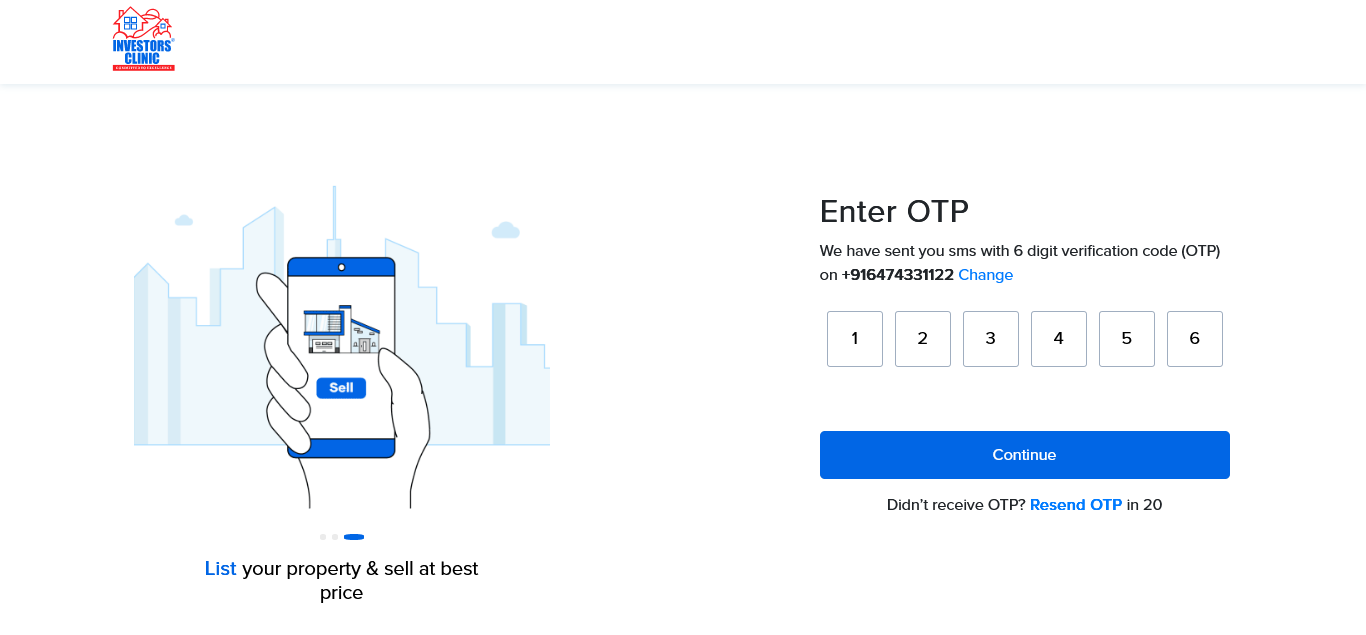 INVESTORS
CLINIC
Enter OTP
We have sent you sms with 6 digit verification code (OTP)
on +916474331122 Change
1 2 3 4 5 6
Sell
Continue
Didn't receive OTP? Resend OTP in 20
List your property & sell at best
price